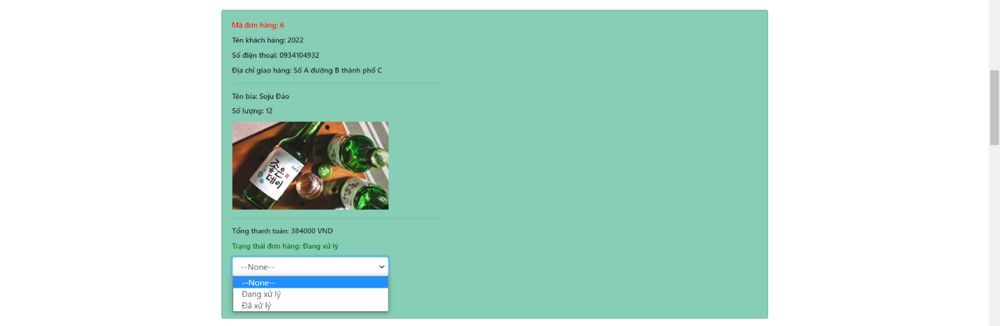 Mã đơn hàng: 6
Tên khách hàng: 2022
Số điện thoại: 0934104932
Địa chỉ giao hàng: Số A đường B thành phố C
Tên bia: Soju Đào
Số lượng: 12
좋은데이
Tổng thanh toán: 384000 VND
Trạng thái đơn hàng: Đang xử lý
--None--
--None--
Đang xử lý
Đã xử lý